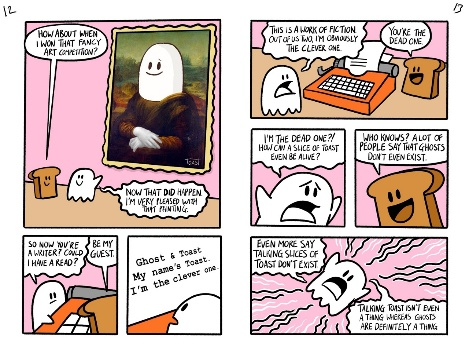 12
HOW ABOUT WHEN
I WON THAT FANCY
ART COMPETITION?
TOAST
NOW THAT DID HAPPEN.
I'M VERY PLEASED WITH
THAT PAINTING.
SO NOW YOU'RE
A WRITER? COULD
I HAVE A READ?
BE MY
GUEST.
Ghost & Toast
My name's Toast.
I'm the clever one.
13
THIS IS A WORK OF FICTION.
OUT OF US TWO, I'M OBVIOUSLY
THE CLEVER ONE.
YOU'RE THE
DEAD ONE.
I'M THE DEAD ONE?!
HOW CAN A SLICE OF TOAST
EVEN BE ALIVE?
WHO KNOWS? A LOT OF
PEOPLE SAY THAT GHOSTS
DON'T EVEN EXIST.
EVEN MORE SAY
TALKING SLICES OF
TOAST DON'T EXIST.
TALKING TOAST ISN'T EVEN
A THING WHEREAS GHOSTS
ARE DEFINITELY A THING.